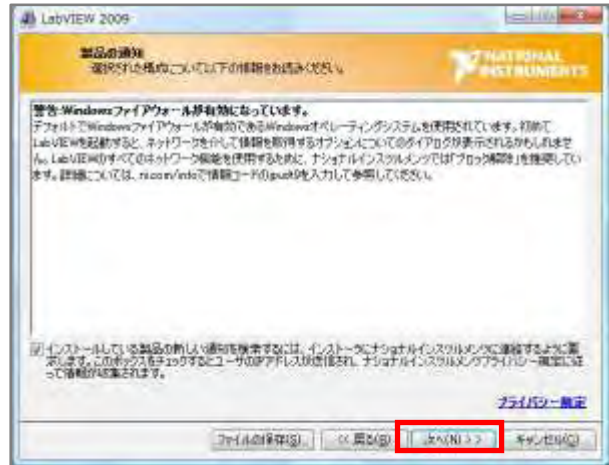 LabVIEW 2009
製品の通知
選択された構成について以下の情報をお読みください。
NATIONAL
INSTRUMENTS
警告:Windowsファイアウォールが有効になっています。
デフォルトでWindowsファイアウォールが有効であるWindowsオペレーティングシステムを使用されています。初めて
LabVIEWを起動すると、ネットワークを介して情報を取得するオプションについてのダイアログが表示されるかもしれませ
ん。LabVIEWのすべてのネットワーク機能を使用するために、ナショナルインスツルメンツでは「ブロック解除」を推奨してい
ます。詳細については、ni.com/infoで情報コードの を入力して参照してください。
インストールしている製品の新しい通知を検索するには、インストーラにナショナルインスツルメンツに連絡するように要
求します。このボックスをチェックするとユーザのIPアドレスが送信され、ナショナルインスツルメンツプライバシー規定に従
って情報が収集されます。
プライバシー規定
ファイルの保存(S)
<< 戻る(B)
次へ(N) >>
キャンセル(C)